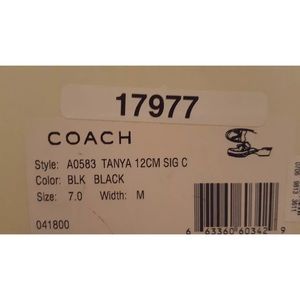 17977
COACH
Style: A0583 TANYA 12CM SIG C
Color: BLK BLACK
Size: 7.0 Width: M
041800
6 63360 60342 9